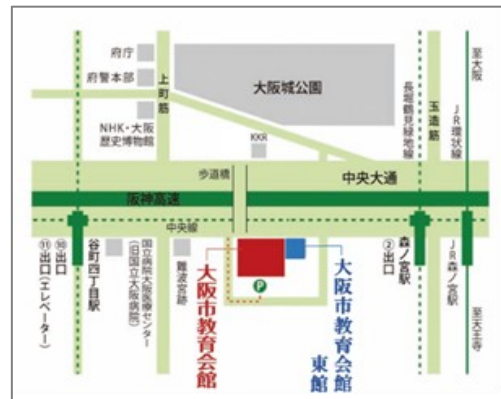 府庁
府警本部
NHK・大阪
歴史博物館
上町筋
大阪城公園
KKR
長堀鶴見緑地線
玉造筋
JR環状線
至大阪
歩道橋
中央大通
阪神高速
中央線
⑪出口(エレベーター)
⑩出口
谷町四丁目駅
国立病院大阪医療センター
(旧国立大阪病院)
難波宮跡
大阪市教育会館
P
大阪市教育会館
東館
②出口
森ノ宮駅
JR森ノ宮駅
至天王寺